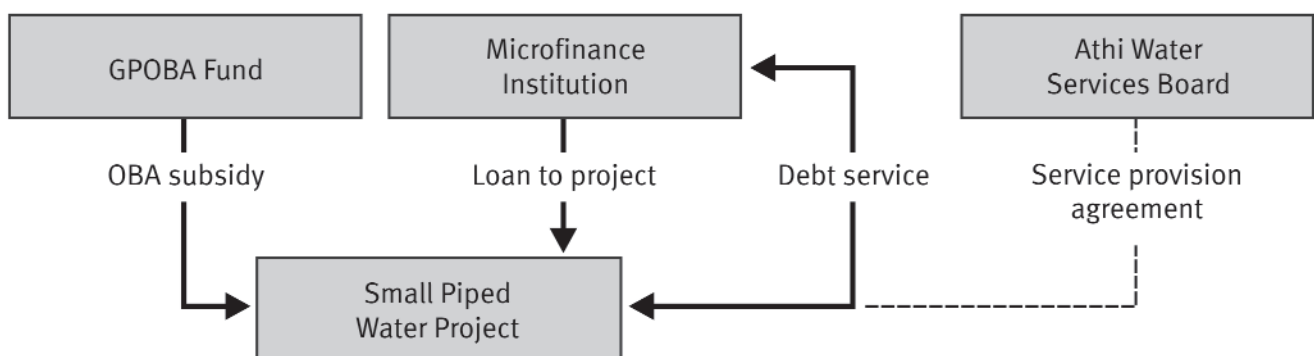 GPOBA Fund
Microfinance
Institution
Athi Water
Services Board
OBA subsidy
Loan to project
Debt service
Service provision
agreement
Small Piped
Water Project